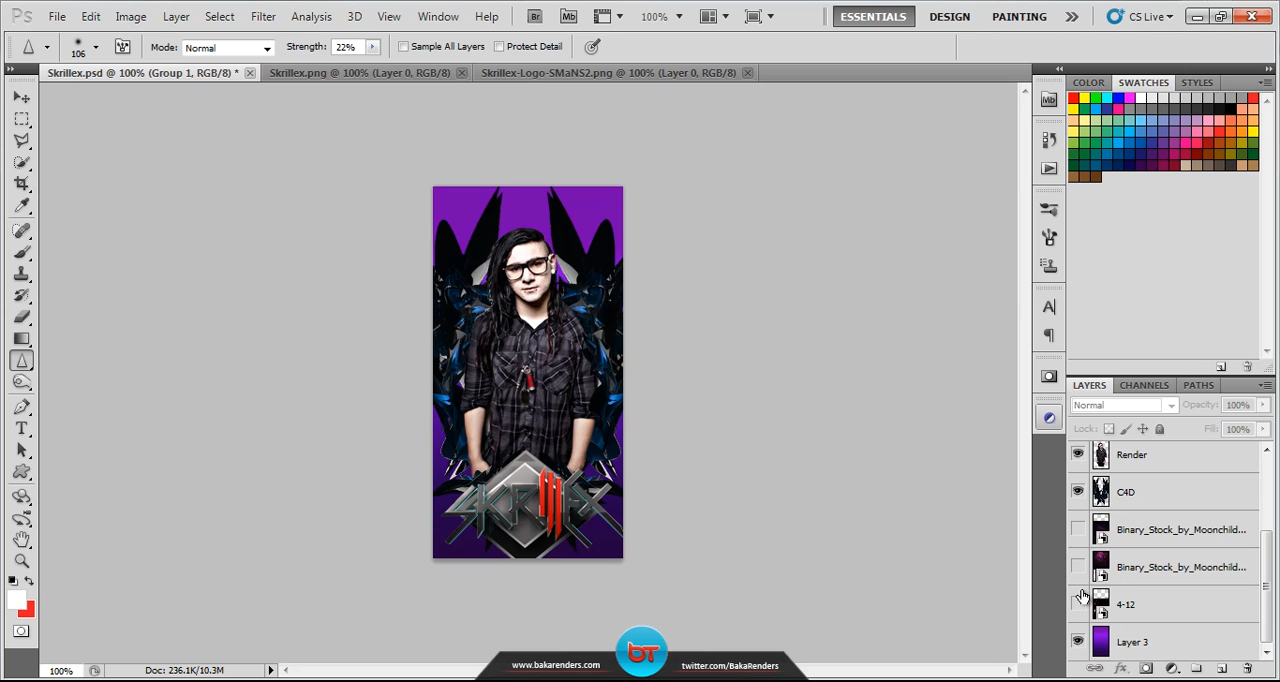 Ps File Edit Image Layer Select Filter Analysis 3D View Window Help Br Mb 100% ESSENTIALS DESIGN PAINTING CS Live
106 Mode: Normal Strength: 22% Sample All Layers Protect Detail
Skrillex.psd @ 100% (Group 1, RGB/8) * Skrillex.png @ 100% (Layer 0, RGB/8) Skrillex-Logo-SMaNS2.png @ 100% (Layer 0, RGB/8)
COLOR SWATCHES STYLES
Mb
SKRILLEX
LAYERS CHANNELS PATHS
Normal Opacity: 100%
Lock: Fill: 100%
Render
C4D
Binary_Stock_by_Moonchild...
Binary_Stock_by_Moonchild...
4-12
Layer 3
100% Doc: 236.1K/10.3M
www.bakarenders.com bt twitter.com/BakaRenders